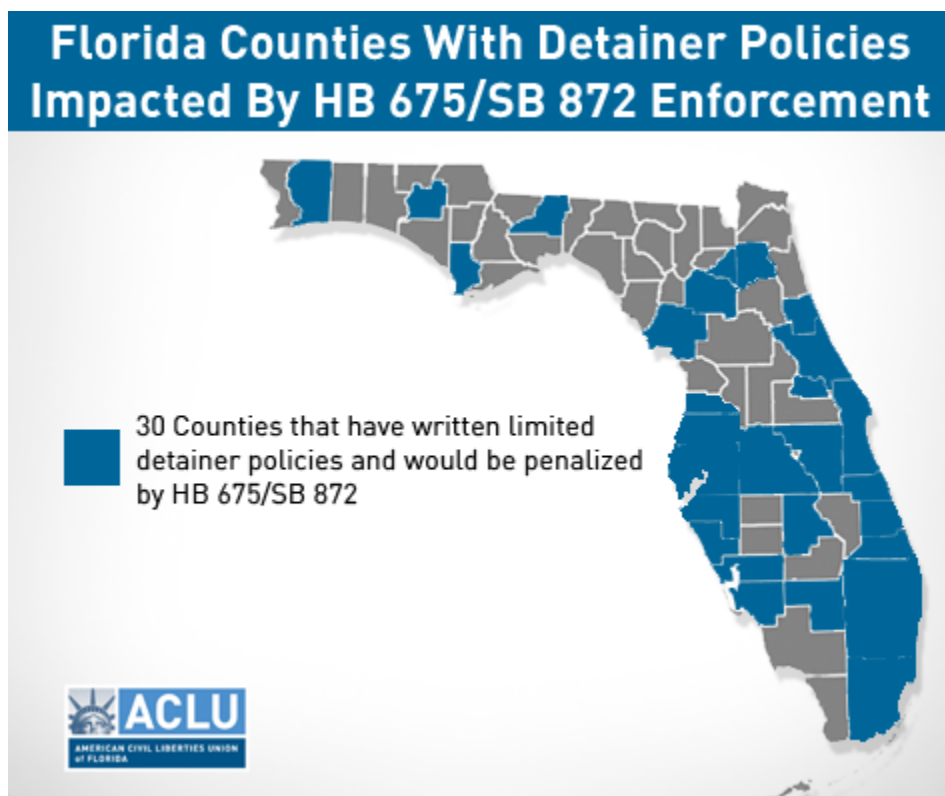 Florida Counties With Detainer Policies
Impacted By HB 675/SB 872 Enforcement
30 Counties that have written limited
detainer policies and would be penalized
by HB 675/SB 872
ACLU
AMERICAN CIVIL LIBERTIES UNION
of FLORIDA